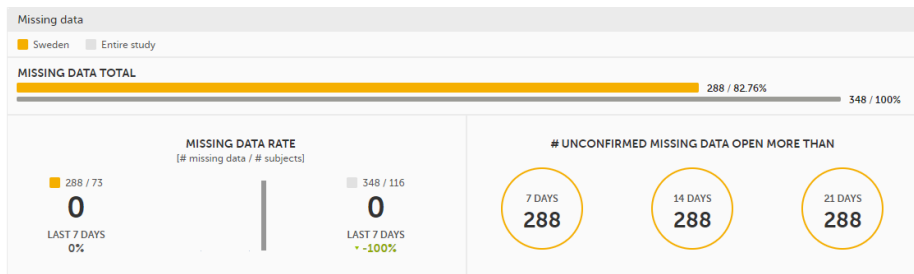 Missing data
Sweden Entire study
MISSING DATA TOTAL
288 / 82.76%
348 / 100%
MISSING DATA RATE
[# missing data / # subjects]
288 / 73
0
LAST 7 DAYS
0%
348 / 116
0
LAST 7 DAYS
▼ -100%
# UNCONFIRMED MISSING DATA OPEN MORE THAN
7 DAYS
288
14 DAYS
288
21 DAYS
288